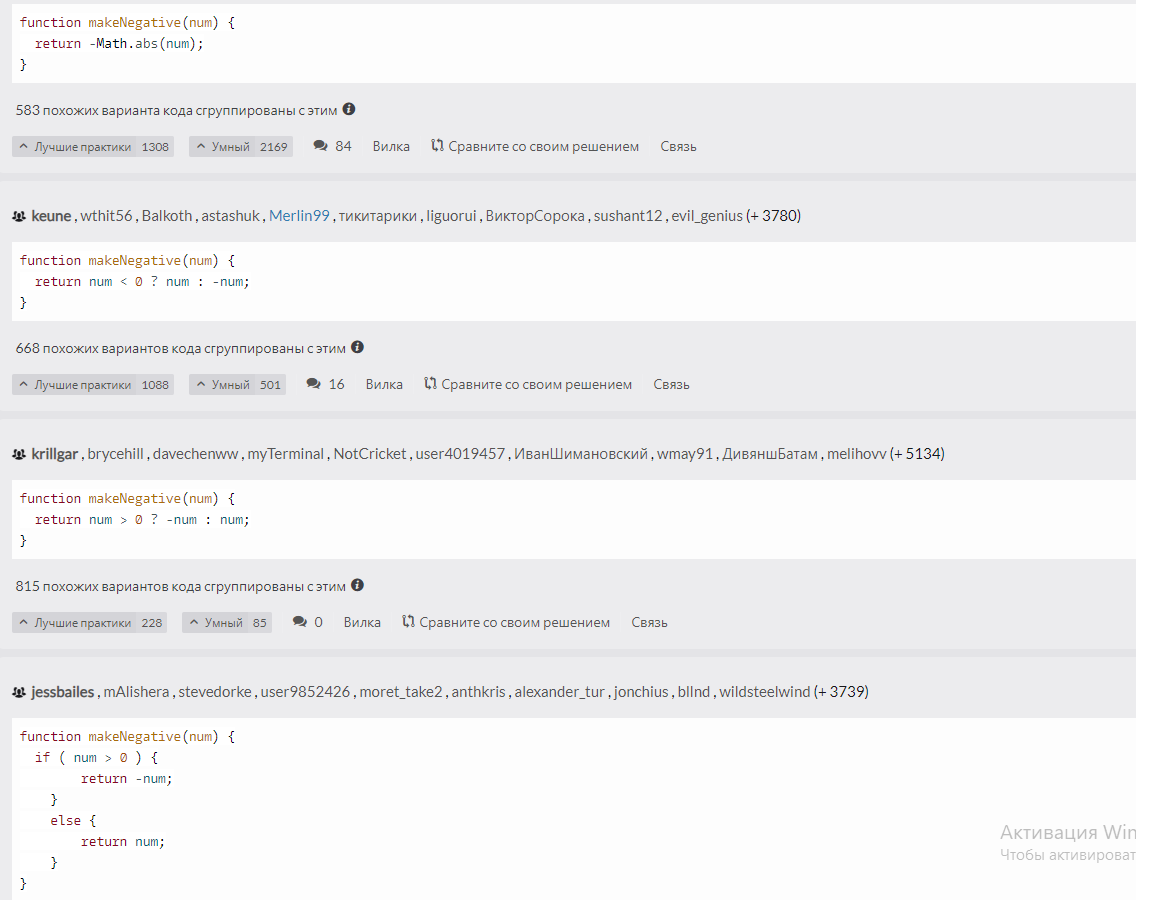 function makeNegative(num) {
return -Math.abs(num);
}
583 похожих варианта кода сгруппированы с этим
Лучшие практики 1308 Умный 2169 84 Вилка Сравните со своим решением Связь
keune , wthit56 , Balkoth , astashuk , Merlin99 , тикитарики , liguorui , ВикторСорока , sushant12 , evil_genius (+ 3780)
function makeNegative(num) {
return num < 0 ? num : -num;
}
668 похожих вариантов кода сгруппированы с этим
Лучшие практики 1088 Умный 501 16 Вилка Сравните со своим решением Связь
krillgar , brycehill , davechenww , myTerminal , NotCricket , user4019457 , ИванШимановский , wmay91 , ДивяншБатам , melihovv (+ 5134)
function makeNegative(num) {
return num > 0 ? -num : num;
}
815 похожих вариантов кода сгруппированы с этим
Лучшие практики 228 Умный 85 0 Вилка Сравните со своим решением Связь
jessbailes , mAlishera , stevedorke , user9852426 , moret_take2 , anthkris , alexander_tur , jonchius , bllnd , wildsteelwind (+ 3739)
function makeNegative(num) {
if ( num > 0 ) {
return -num;
}
else {
return num;
}
}
Активация Win
Чтобы активироват